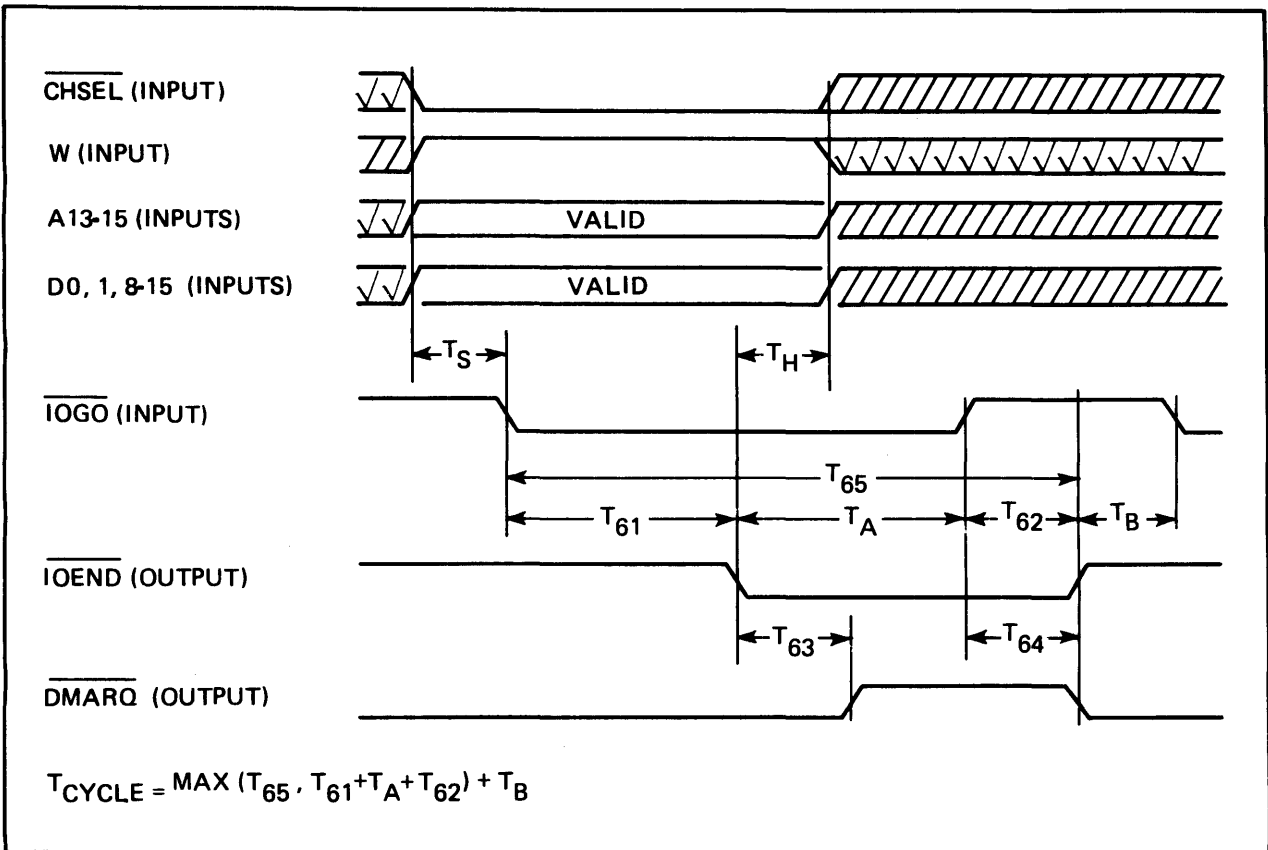 CHSEL (INPUT)
W (INPUT)
A13-15 (INPUTS)
VALID
D0, 1, 8-15 (INPUTS)
VALID
TS
TH
IOGO (INPUT)
T65
T61
TA
T62
TB
IOEND (OUTPUT)
T63
T64
DMARQ (OUTPUT)
TCYCLE = MAX (T65, T61+TA+T62) + TB